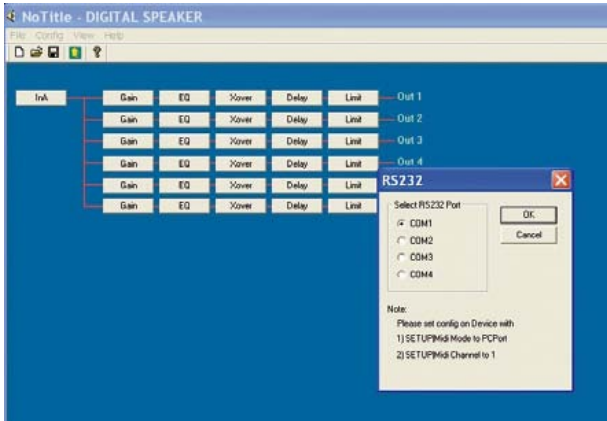 NoTitle - DIGITAL SPEAKER
File Config View Help
InA Gain EQ Xover Delay Limit Out 1
Gain EQ Xover Delay Limit Out 2
Gain EQ Xover Delay Limit Out 3
Gain EQ Xover Delay Limit Out 4
Gain EQ Xover Delay Limit
Gain EQ Xover Delay Limit
RS232
Select RS232 Port
COM1
COM2
COM3
COM4
OK
Cancel
Note:
Please set config on Device with
1) SETUP|Midi Mode to PCPort
2) SETUP|Midi Channel to 1